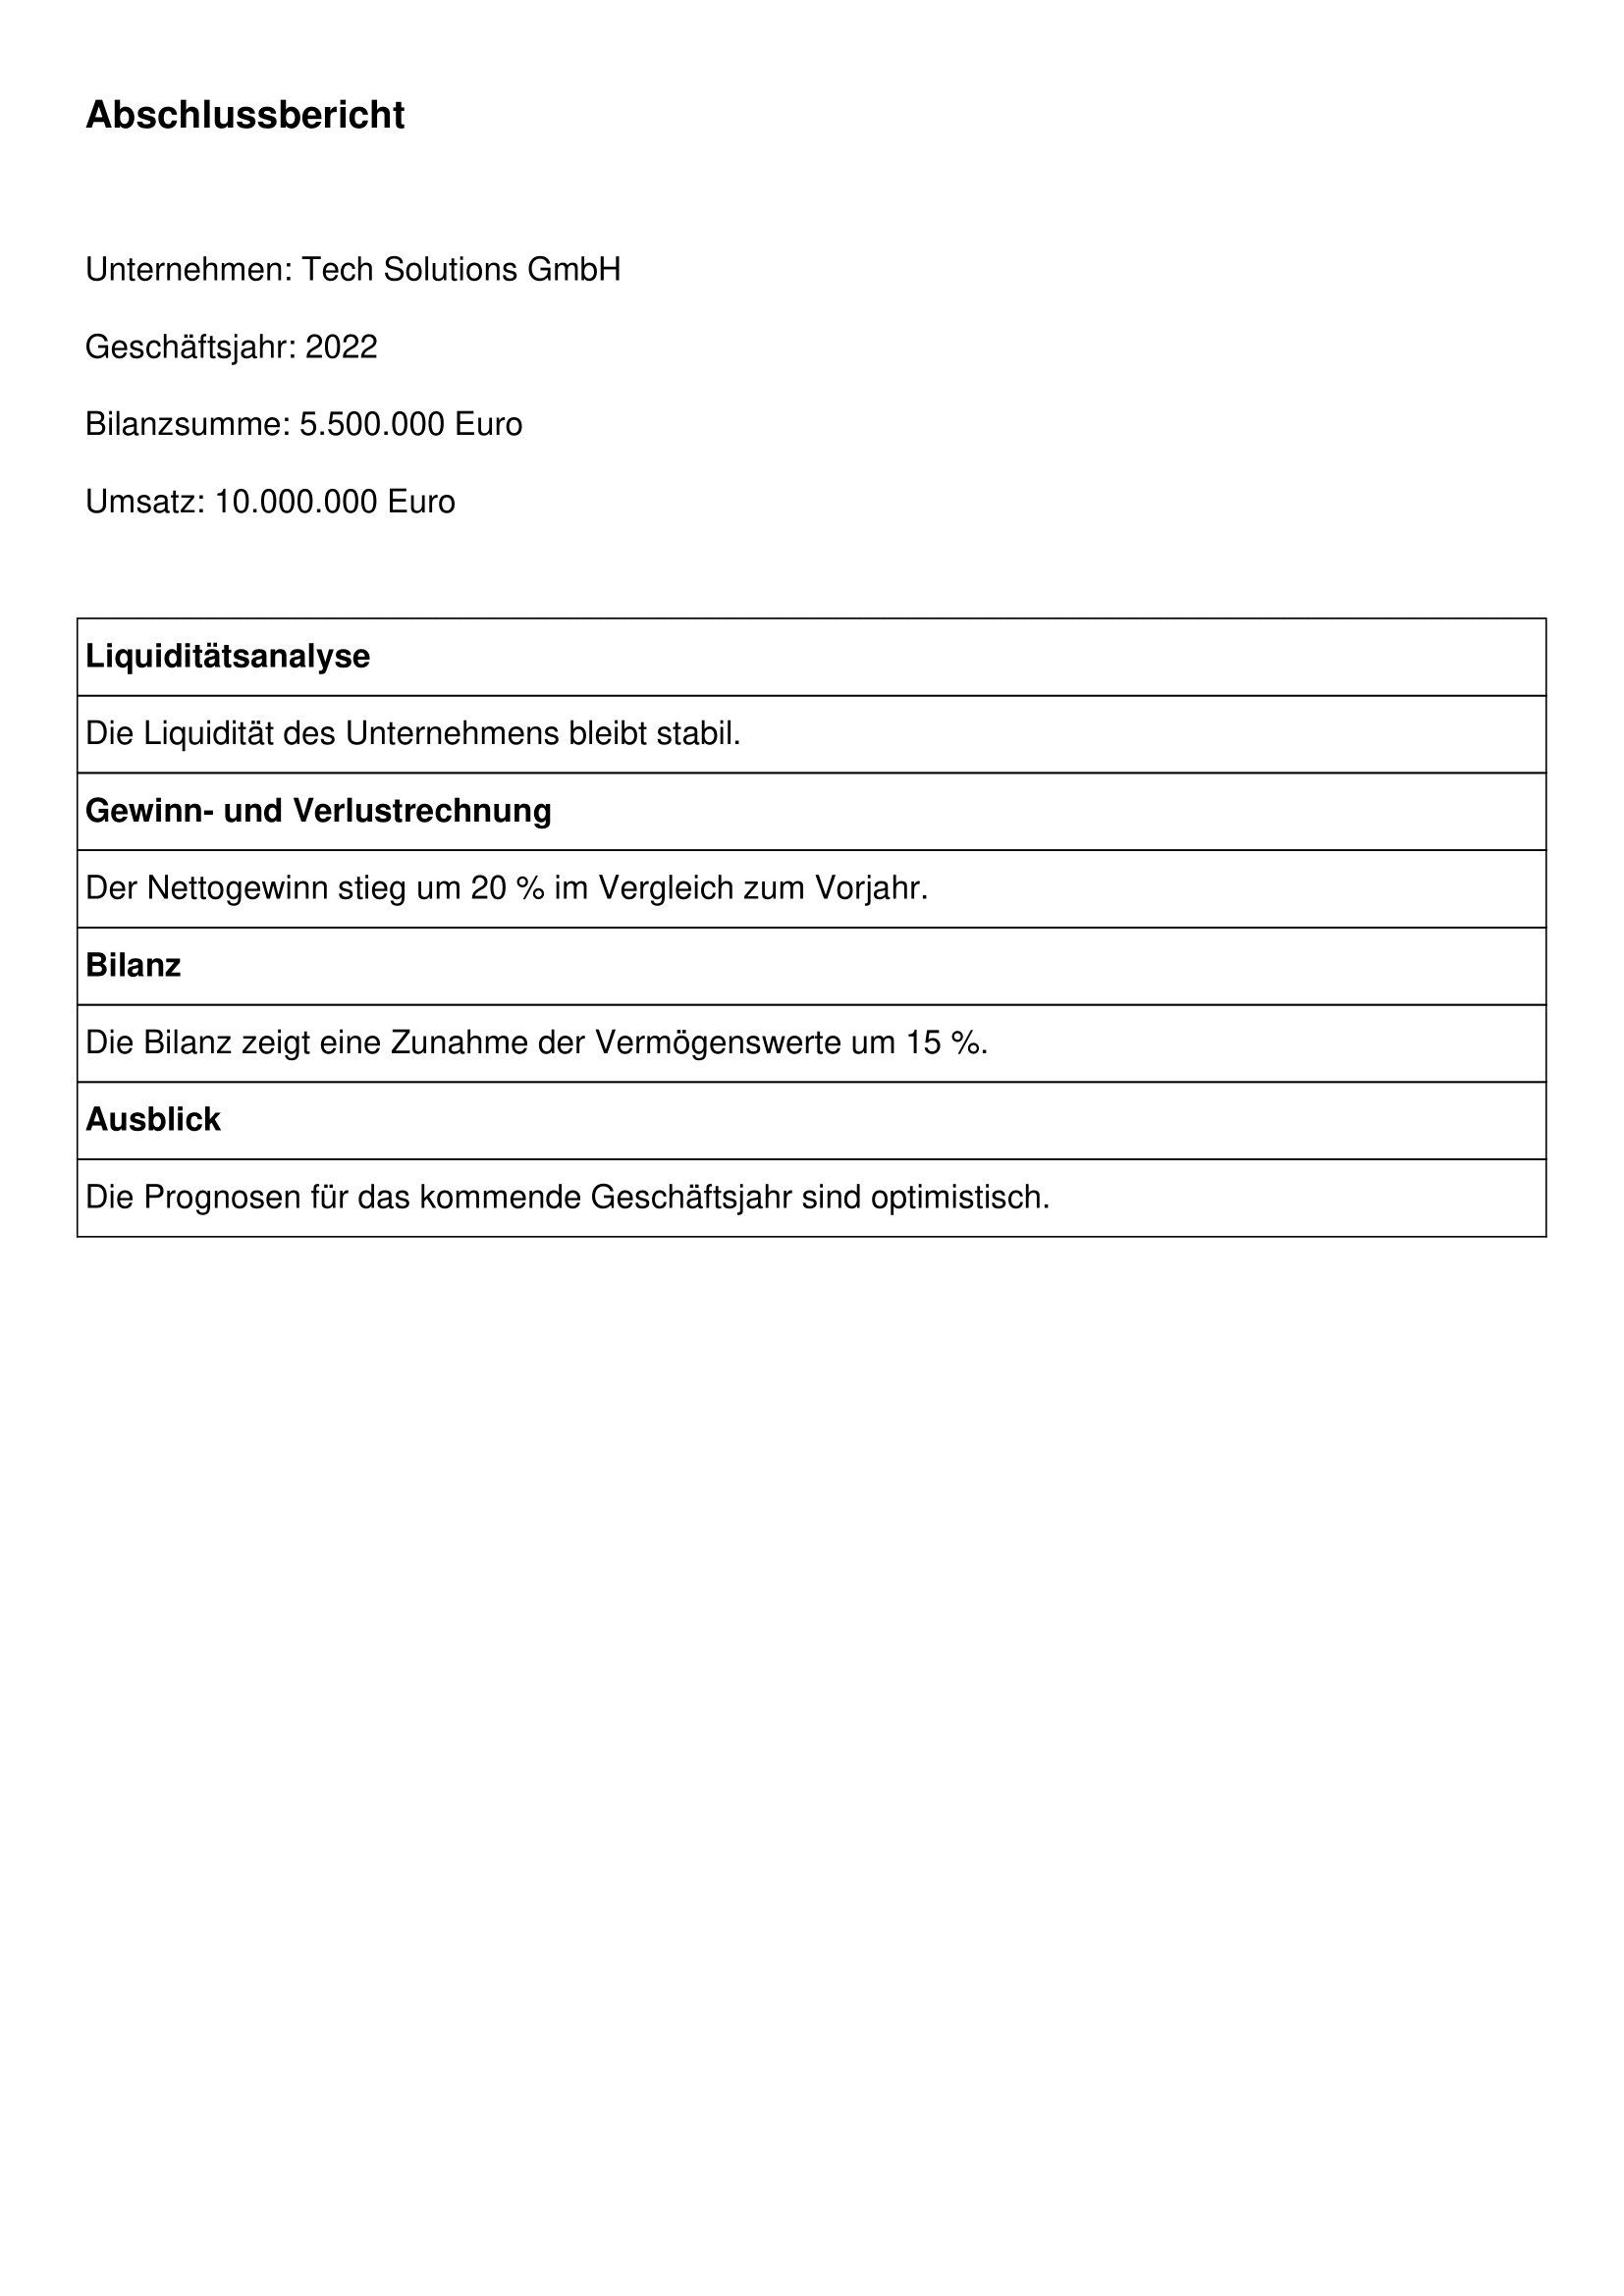 Abschlussbericht
Unternehmen: Tech Solutions GmbH
Geschäftsjahr: 2022
Bilanzsumme: 5.500.000 Euro
Umsatz: 10.000.000 Euro
Liquiditätsanalyse
Die Liquidität des Unternehmens bleibt stabil.
Gewinn- und Verlustrechnung
Der Nettogewinn stieg um 20 % im Vergleich zum Vorjahr.
Bilanz
Die Bilanz zeigt eine Zunahme der Vermögenswerte um 15 %.
Ausblick
Die Prognosen für das kommende Geschäftsjahr sind optimistisch.